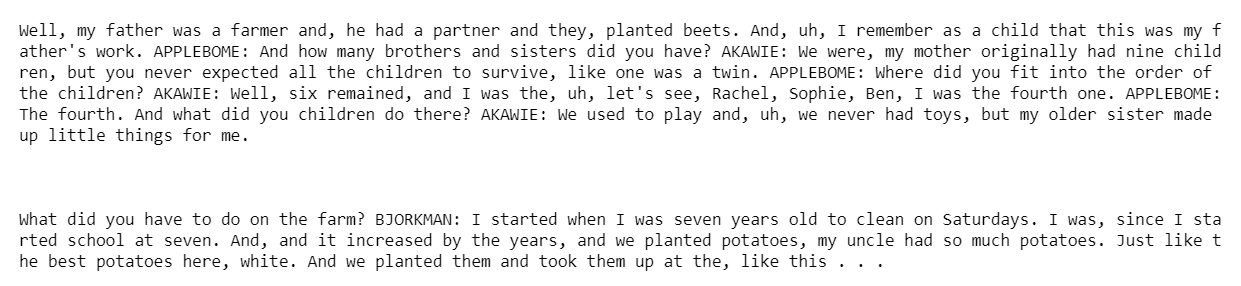 Well, my father was a farmer and, he had a partner and they, planted beets. And, uh, I remember as a child that this was my f
ather's work. APPLEBOME: And how many brothers and sisters did you have? AKAWIE: We were, my mother originally had nine child
ren, but you never expected all the children to survive, like one was a twin. APPLEBOME: Where did you fit into the order of
the children? AKAWIE: Well, six remained, and I was the, uh, let's see, Rachel, Sophie, Ben, I was the fourth one. APPLEBOME:
The fourth. And what did you children do there? AKAWIE: We used to play and, uh, we never had toys, but my older sister made
up little things for me.
What did you have to do on the farm? BJORKMAN: I started when I was seven years old to clean on Saturdays. I was, since I sta
rted school at seven. And, and it increased by the years, and we planted potatoes, my uncle had so much potatoes. Just like t
he best potatoes here, white. And we planted them and took them up at the, like this . . .